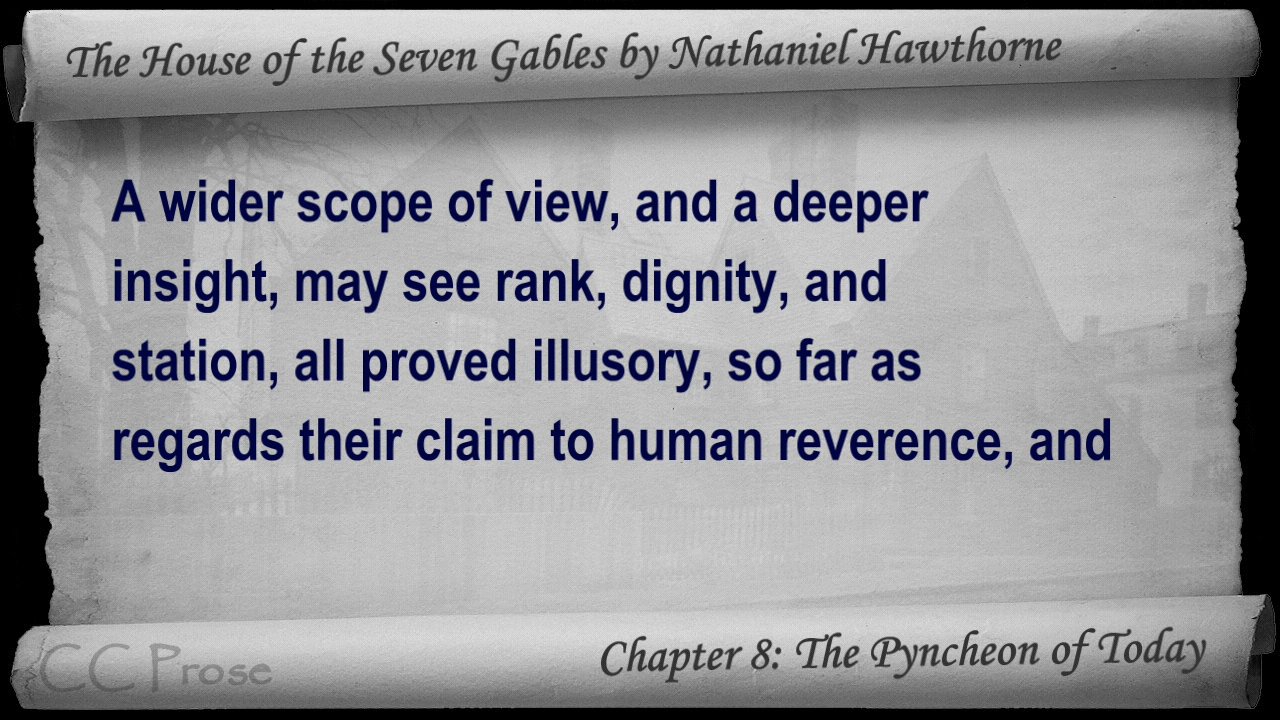 The House of the Seven Gables by Nathaniel Hawthorne
A wider scope of view, and a deeper
insight, may see rank, dignity, and
station, all proved illusory, so far as
regards their claim to human reverence, and
CC Prose
Chapter 8: The Pyncheon of Today